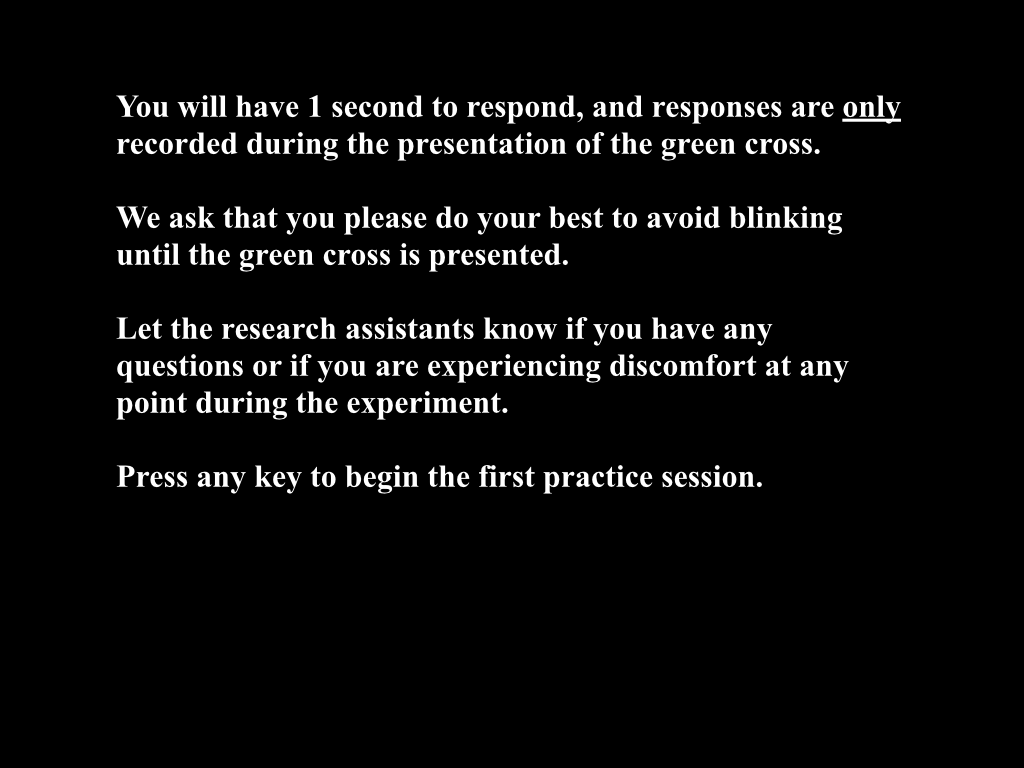 You will have 1 second to respond, and responses are only
recorded during the presentation of the green cross.
We ask that you please do your best to avoid blinking
until the green cross is presented.
Let the research assistants know if you have any
questions or if you are experiencing discomfort at any
point during the experiment.
Press any key to begin the first practice session.